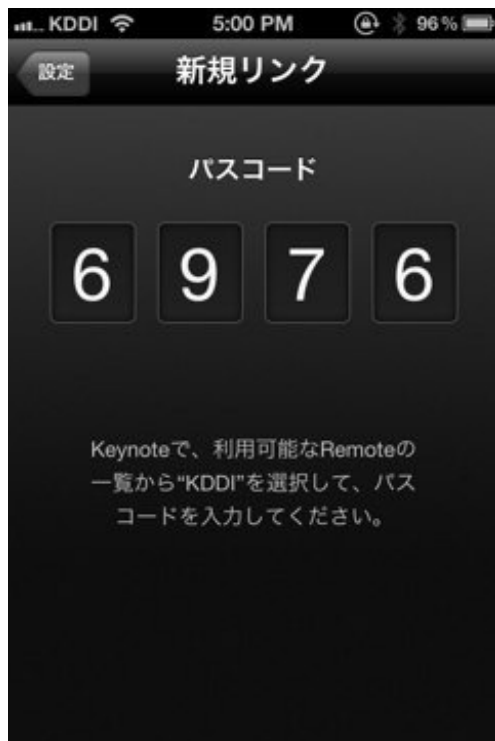 KDDI 5:00 PM 96%
設定 新規リンク
パスコード
6 9 7 6
Keynoteで、利用可能なRemoteの
一覧から“KDDI”を選択して、パス
コードを入力してください。